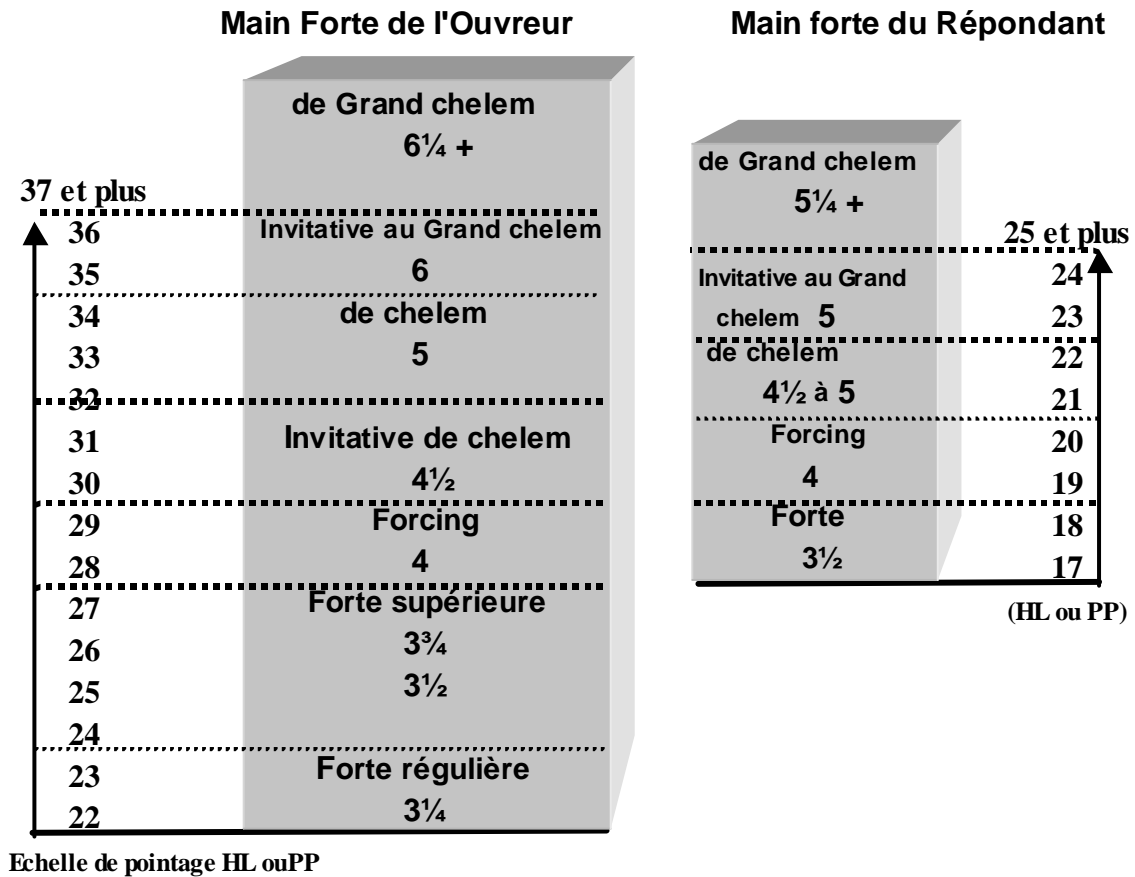 Main Forte de l'Ouvreur
Main forte du Répondant
de Grand chelem
6¼ +
37 et plus
36
Invitative au Grand chelem
35
6
34
de chelem
33
5
32
31
Invitative de chelem
30
4½
29
Forcing
28
4
27
Forte supérieure
26
3¾
25
3½
24
23
Forte régulière
22
3¼
Echelle de pointage HL ouPP
de Grand chelem
5¼ +
25 et plus
Invitative au Grand
24
chelem 5
23
de chelem
22
4½ à 5
21
Forcing
20
4
19
Forte
18
3½
17
(HL ou PP)